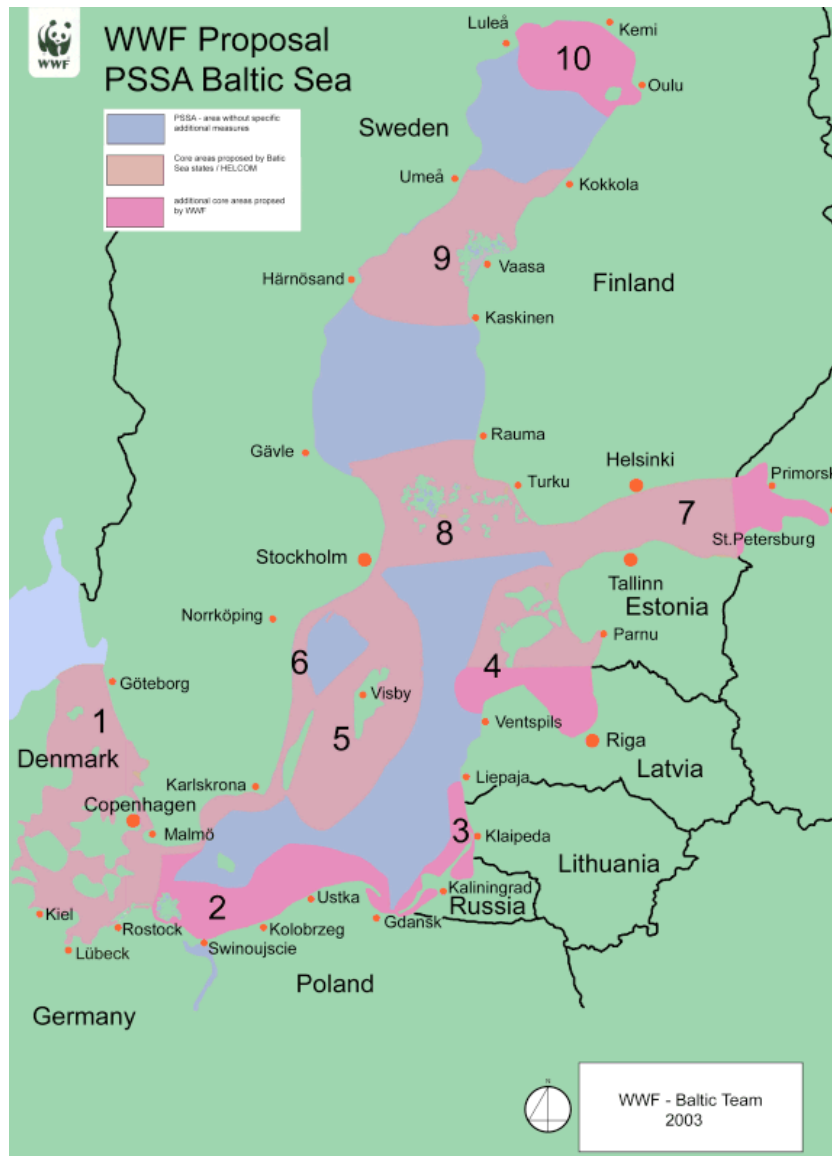 WWF
WWF Proposal
PSSA Baltic Sea
PSSA - area without specific
additional measures
Core areas proposed by Batic
Sea states / HELCOM
additional core areas propsed
by WWF
Luleå
Kemi
10
Oulu
Sweden
Umeå
Kokkola
9
Vaasa
Härnösand
Finland
Kaskinen
Rauma
Gävle
Helsinki
Turku
Primorsk
7
8
St.Petersburg
Stockholm
Tallinn
Estonia
Norrköping
Parnu
6
4
Göteborg
Visby
1
5
Ventspils
Denmark
Riga
Latvia
Liepaja
Karlskrona
Copenhagen
Malmö
3
Klaipeda
Lithuania
Kaliningrad
Russia
2
Ustka
Kiel
Gdansk
Rostock
Kolobrzeg
Swinoujscie
Lübeck
Poland
Germany
N
WWF - Baltic Team
2003